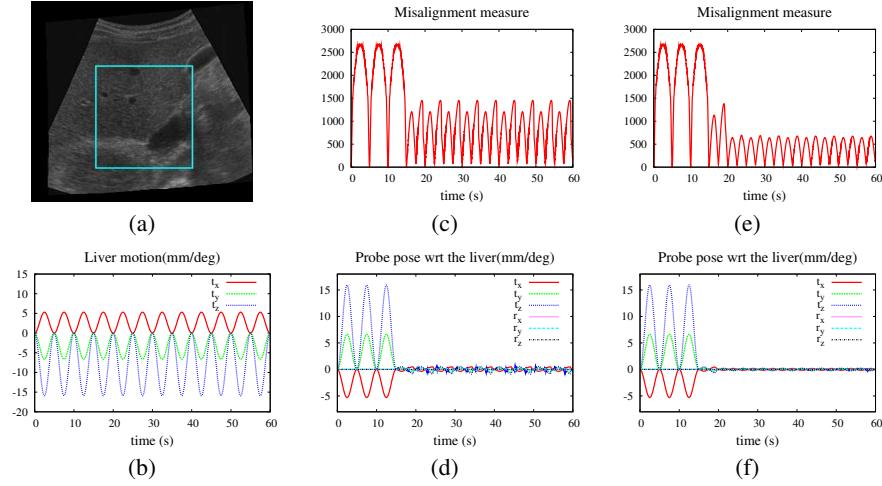 Misalignment measure
3000
2500
2000
1500
1000
500
0
0 10 20 30 40 50 60
time (s)
Misalignment measure
3000
2500
2000
1500
1000
500
0
0 10 20 30 40 50 60
time (s)
(a)
(c)
(e)
Liver motion(mm/deg)
15
10
5
0
-5
-10
-15
-20
t_x
t_y
t_z
0 10 20 30 40 50 60
time (s)
Probe pose wrt the liver(mm/deg)
15
10
5
0
-5
t_x
t_y
t_z
r_x
r_y
r_z
0 10 20 30 40 50 60
time (s)
Probe pose wrt the liver(mm/deg)
15
10
5
0
-5
t_x
t_y
t_z
r_x
r_y
r_z
0 10 20 30 40 50 60
time (s)
(b)
(d)
(f)